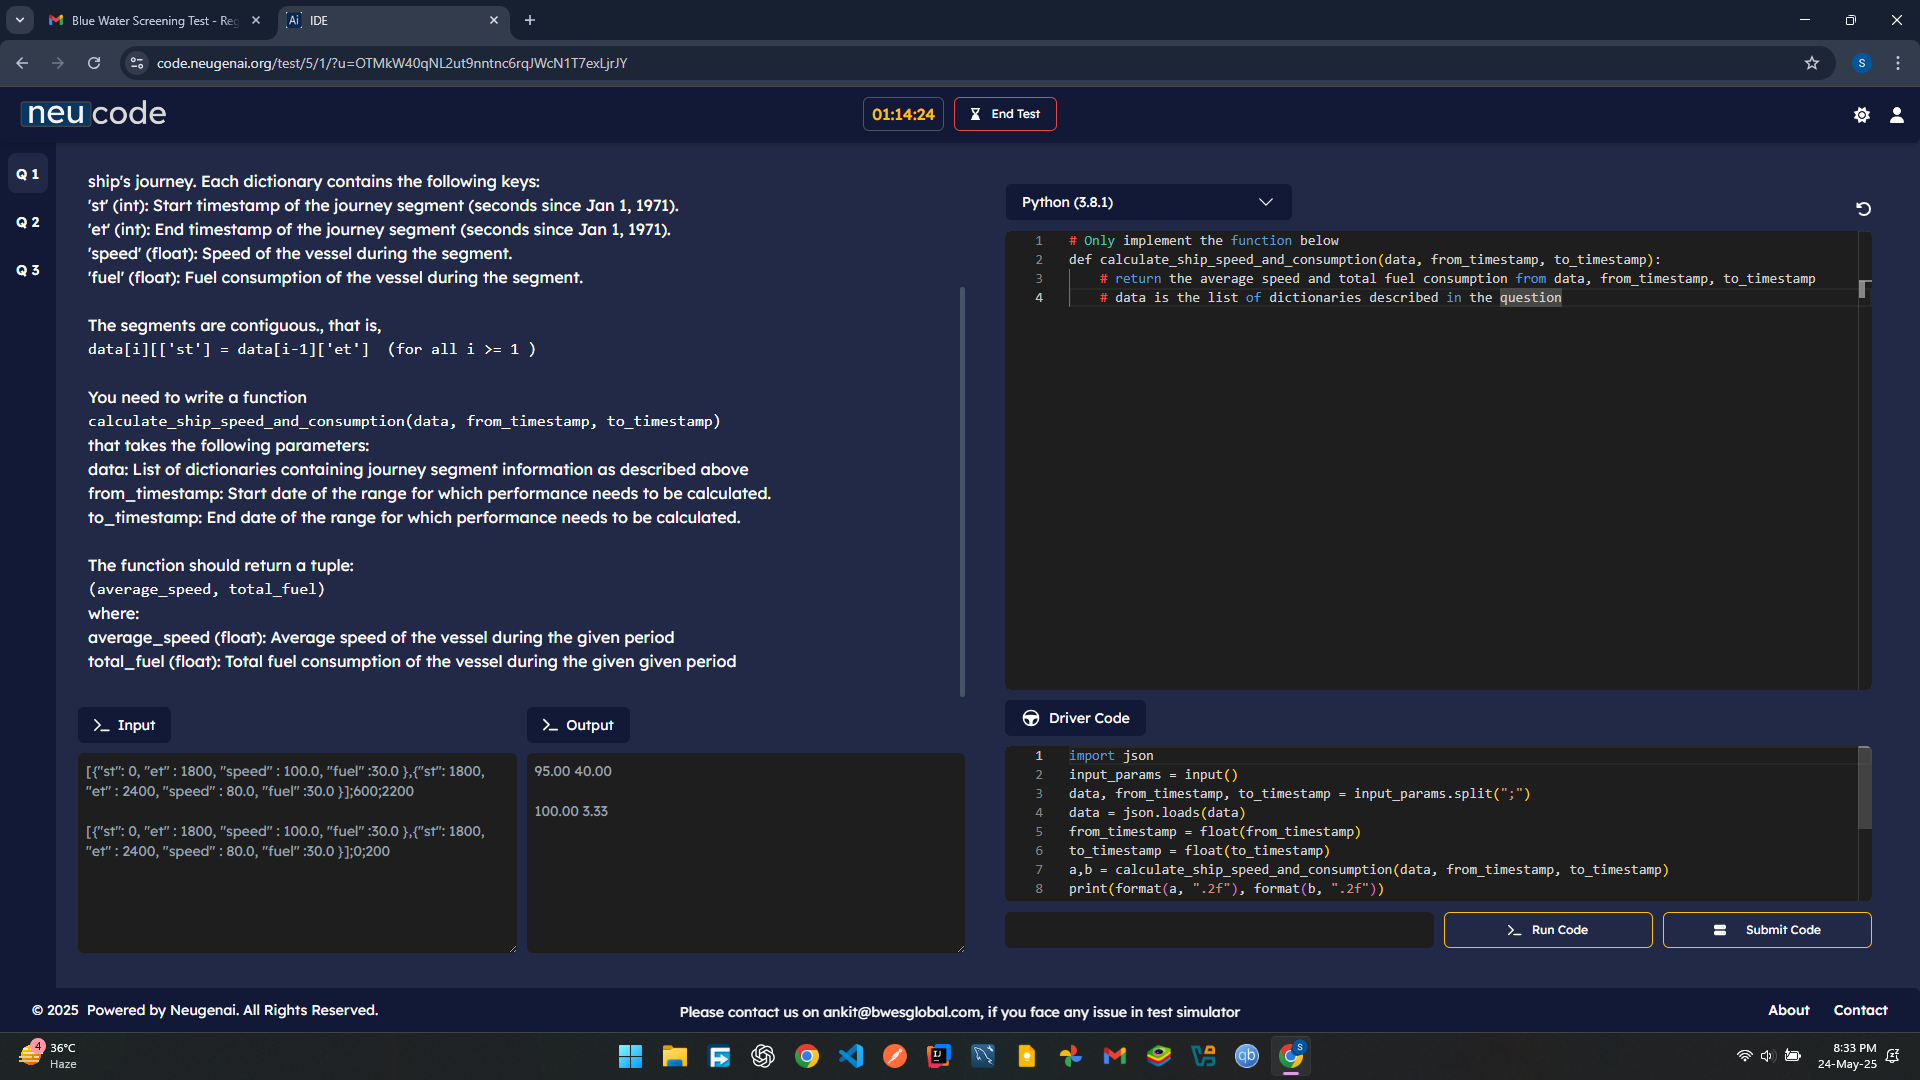 Blue Water Screening Test - Re
IDE
code.neugenai.org/test/5/1/?u=OTMkW40qNL2ut9nntnc6rqJWcN1T7exLjrJY
S
neucode
01:14:24
End Test
Q 1
Q 2
Q 3
ship's journey. Each dictionary contains the following keys:
'st' (int): Start timestamp of the journey segment (seconds since Jan 1, 1971).
'et' (int): End timestamp of the journey segment (seconds since Jan 1, 1971).
'speed' (float): Speed of the vessel during the segment.
'fuel' (float): Fuel consumption of the vessel during the segment.
The segments are contiguous., that is,
data[i][['st'] = data[i-1]['et']  (for all i >= 1 )
You need to write a function
calculate_ship_speed_and_consumption(data, from_timestamp, to_timestamp)
that takes the following parameters:
data: List of dictionaries containing journey segment information as described above
from_timestamp: Start date of the range for which performance needs to be calculated.
to_timestamp: End date of the range for which performance needs to be calculated.
The function should return a tuple:
(average_speed, total_fuel)
where:
average_speed (float): Average speed of the vessel during the given period
total_fuel (float): Total fuel consumption of the vessel during the given given period
Input
[{"st": 0, "et" : 1800, "speed" : 100.0, "fuel" :30.0 },{"st": 1800,
"et" : 2400, "speed" : 80.0, "fuel" :30.0 }];600;2200
[{"st": 0, "et" : 1800, "speed" : 100.0, "fuel" :30.0 },{"st": 1800,
"et" : 2400, "speed" : 80.0, "fuel" :30.0 }];0;200
Output
95.00 40.00
100.00 3.33
Python (3.8.1)
1 # Only implement the function below
2 def calculate_ship_speed_and_consumption(data, from_timestamp, to_timestamp):
3     # return the average speed and total fuel consumption from data, from_timestamp, to_timestamp
4     # data is the list of dictionaries described in the question
Driver Code
1 import json
2 input_params = input()
3 data, from_timestamp, to_timestamp = input_params.split(";")
4 data = json.loads(data)
5 from_timestamp = float(from_timestamp)
6 to_timestamp = float(to_timestamp)
7 a,b = calculate_ship_speed_and_consumption(data, from_timestamp, to_timestamp)
8 print(format(a, ".2f"), format(b, ".2f"))
Run Code
Submit Code
© 2025 Powered by Neugenai. All Rights Reserved.
Please contact us on ankit@bwesglobal.com, if you face any issue in test simulator
About
Contact
4
36°C
Haze
qb
S
8:33 PM
24-May-25